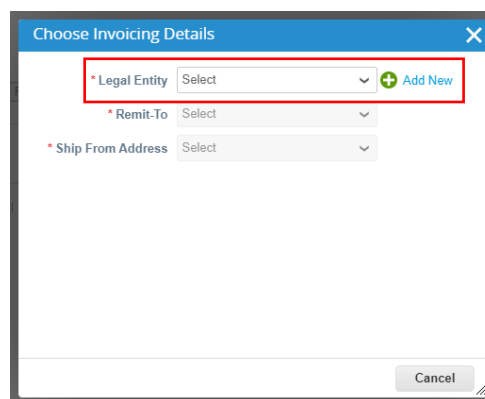 Choose Invoicing Details
* Legal Entity Select Add New
* Remit-To Select
* Ship From Address Select
Cancel